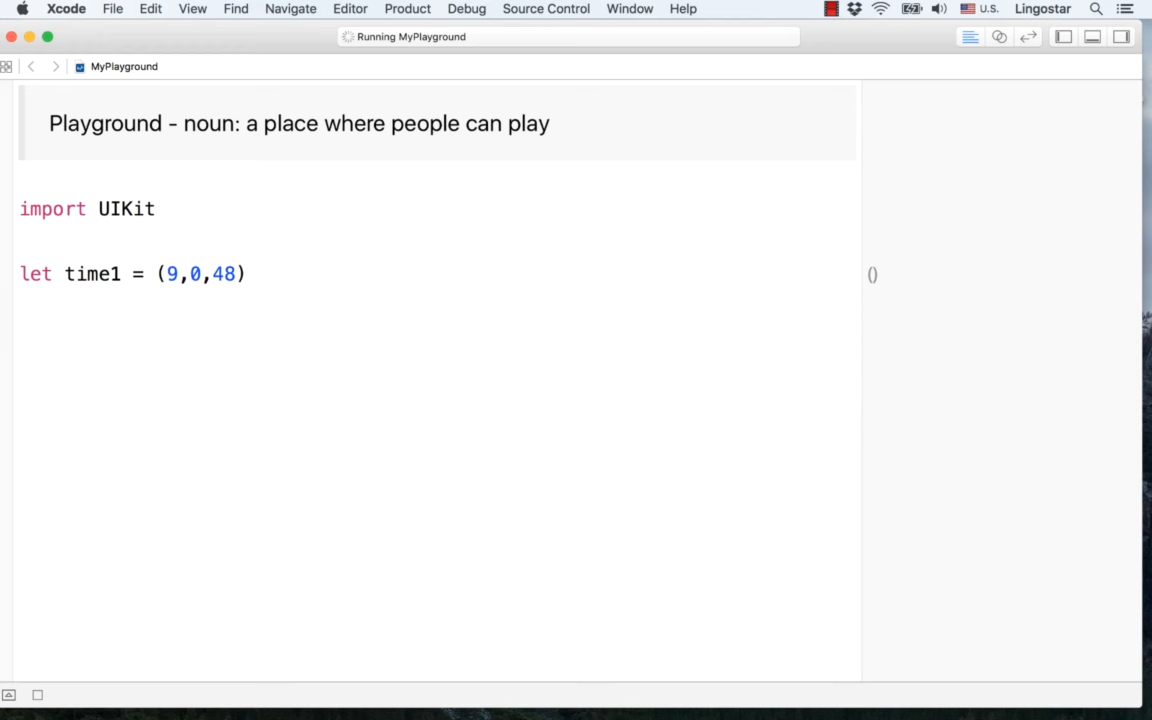 Xcode File Edit View Find Navigate Editor Product Debug Source Control Window Help U.S. Lingostar
Running MyPlayground
MyPlayground
Playground - noun: a place where people can play
import UIKit
let time1 = (9,0,48)
()